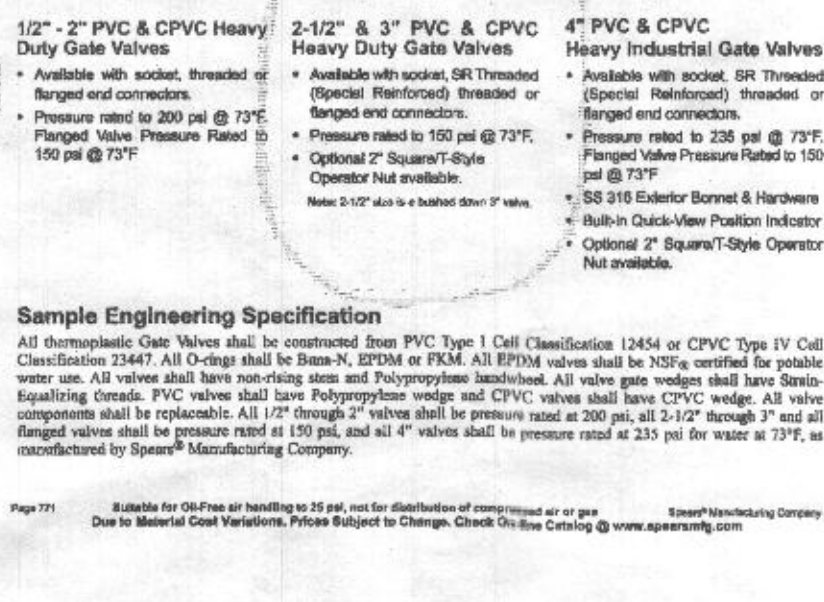 1/2" - 2" PVC & CPVC Heavy
Duty Gate Valves
• Available with socket, threaded or
flanged end connectors.
• Pressure rated to 200 psi @ 73°F.
Flanged Valve Pressure Rated to
150 psi @ 73°F
2-1/2" & 3" PVC & CPVC
Heavy Duty Gate Valves
• Available with socket, SR Threaded
(Special Reinforced) threaded or
flanged end connectors.
• Pressure rated to 150 psi @ 73°F.
• Optional 2" Square/T-Style
Operator Nut available.
Note: 2-1/2" size is a bushed down 3" valve.
4" PVC & CPVC
Heavy Industrial Gate Valves
• Available with socket, SR Threaded
(Special Reinforced) threaded or
flanged end connectors.
• Pressure rated to 235 psi @ 73°F.
Flanged Valve Pressure Rated to 150
psi @ 73°F
• SS 316 Exterior Bonnet & Hardware
• Built-In Quick-View Position Indicator
• Optional 2" Square/T-Style Operator
Nut available.
Sample Engineering Specification
All thermoplastic Gate Valves shall be constructed from PVC Type I Cell Classification 12454 or CPVC Type IV Cell
Classification 23447. All O-rings shall be Buna-N, EPDM or FKM. All EPDM valves shall be NSF® certified for potable
water use. All valves shall have non-rising stem and Polypropylene handwheel. All valve gate wedges shall have Strain-
Equalizing threads. PVC valves shall have Polypropylene wedge and CPVC valves shall have CPVC wedge. All valve
components shall be replaceable. All 1/2" through 2" valves shall be pressure rated at 200 psi, all 2-1/2" through 3" and all
flanged valves shall be pressure rated at 150 psi, and all 4" valves shall be pressure rated at 235 psi for water at 73°F, as
manufactured by Spears® Manufacturing Company.
Page 771
Suitable for Oil-Free air handling to 25 psi, not for distribution of compressed air or gas
Spears® Manufacturing Company
Due to Material Cost Variations, Prices Subject to Change. Check On-line Catalog @ www.spearsmfg.com